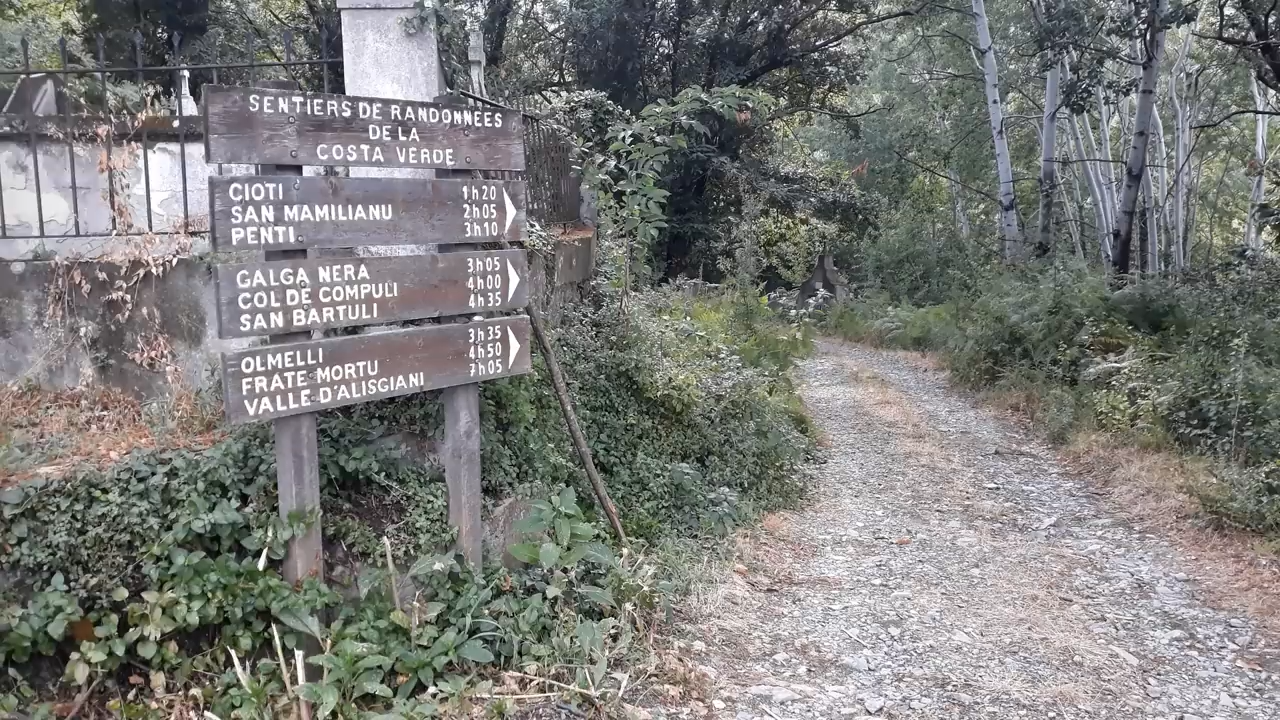 SENTIERS DE RANDONNÉES
DE LA
COSTA VERDE
CIOTI 1h20
SAN MAMILIANU 2h05
PENTI 3h10
GALGA NERA 3h05
COL DE COMPULI 4h00
SAN BARTULI 4h35
OLMELLI 3h35
FRATE MORTU 4h50
VALLE D'ALISGIANI 7h05